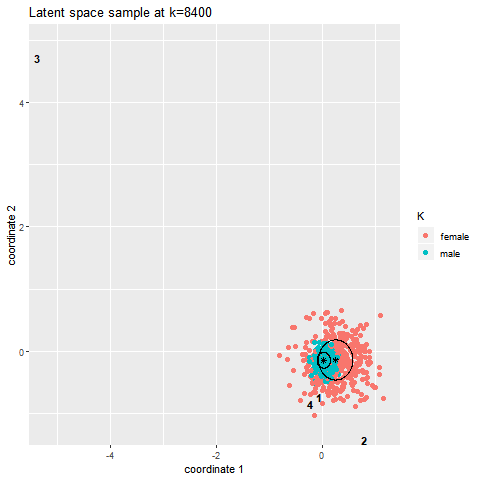 Latent space sample at k=8400
3
4
2
0
1
4
2
-4
-2
0
coordinate 1
coordinate 2
K
female
male